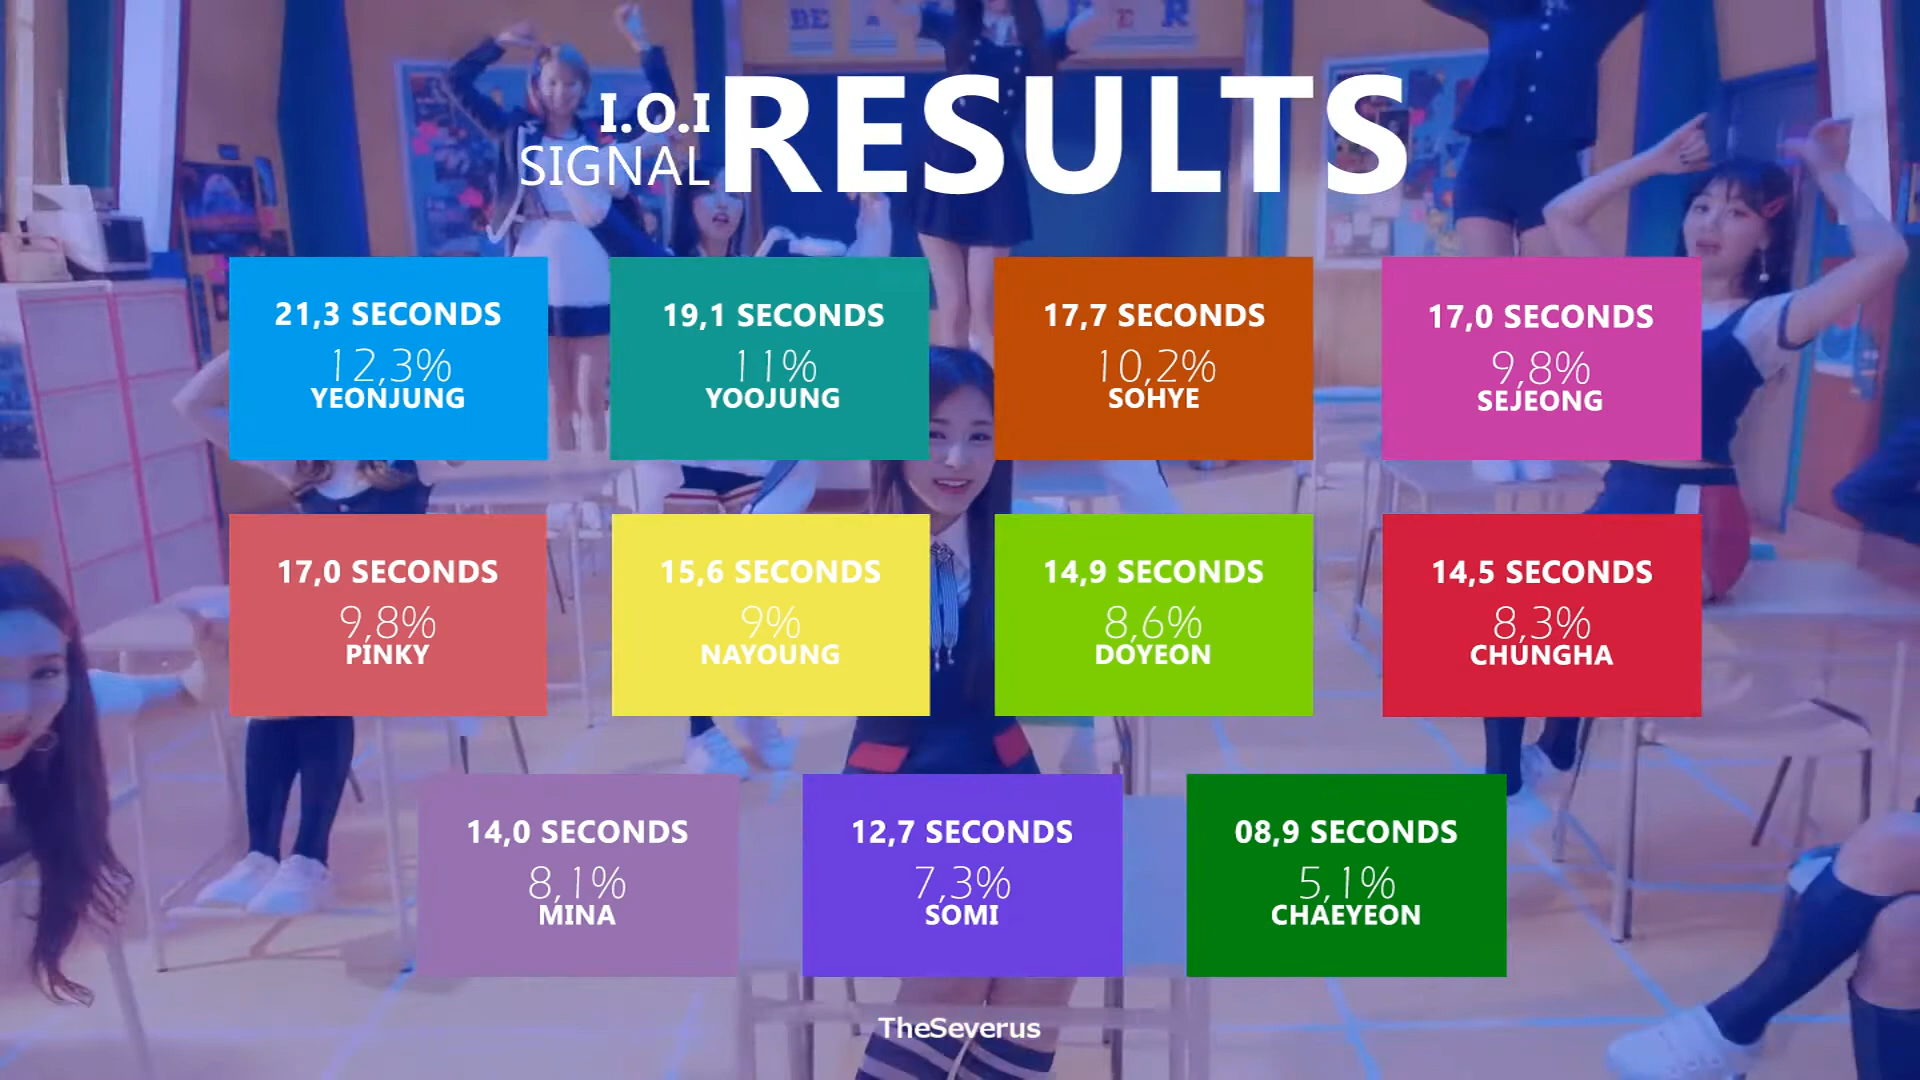 BE A ER
I.O.I
SIGNAL
RESULTS
21,3 SECONDS
12,3%
YEONJUNG
19,1 SECONDS
11%
YOOJUNG
17,7 SECONDS
10,2%
SOHYE
17,0 SECONDS
9,8%
SEJEONG
17,0 SECONDS
9,8%
PINKY
15,6 SECONDS
9%
NAYOUNG
14,9 SECONDS
8,6%
DOYEON
14,5 SECONDS
8,3%
CHUNGHA
14,0 SECONDS
8,1%
MINA
12,7 SECONDS
7,3%
SOMI
08,9 SECONDS
5,1%
CHAEYEON
TheSeverus